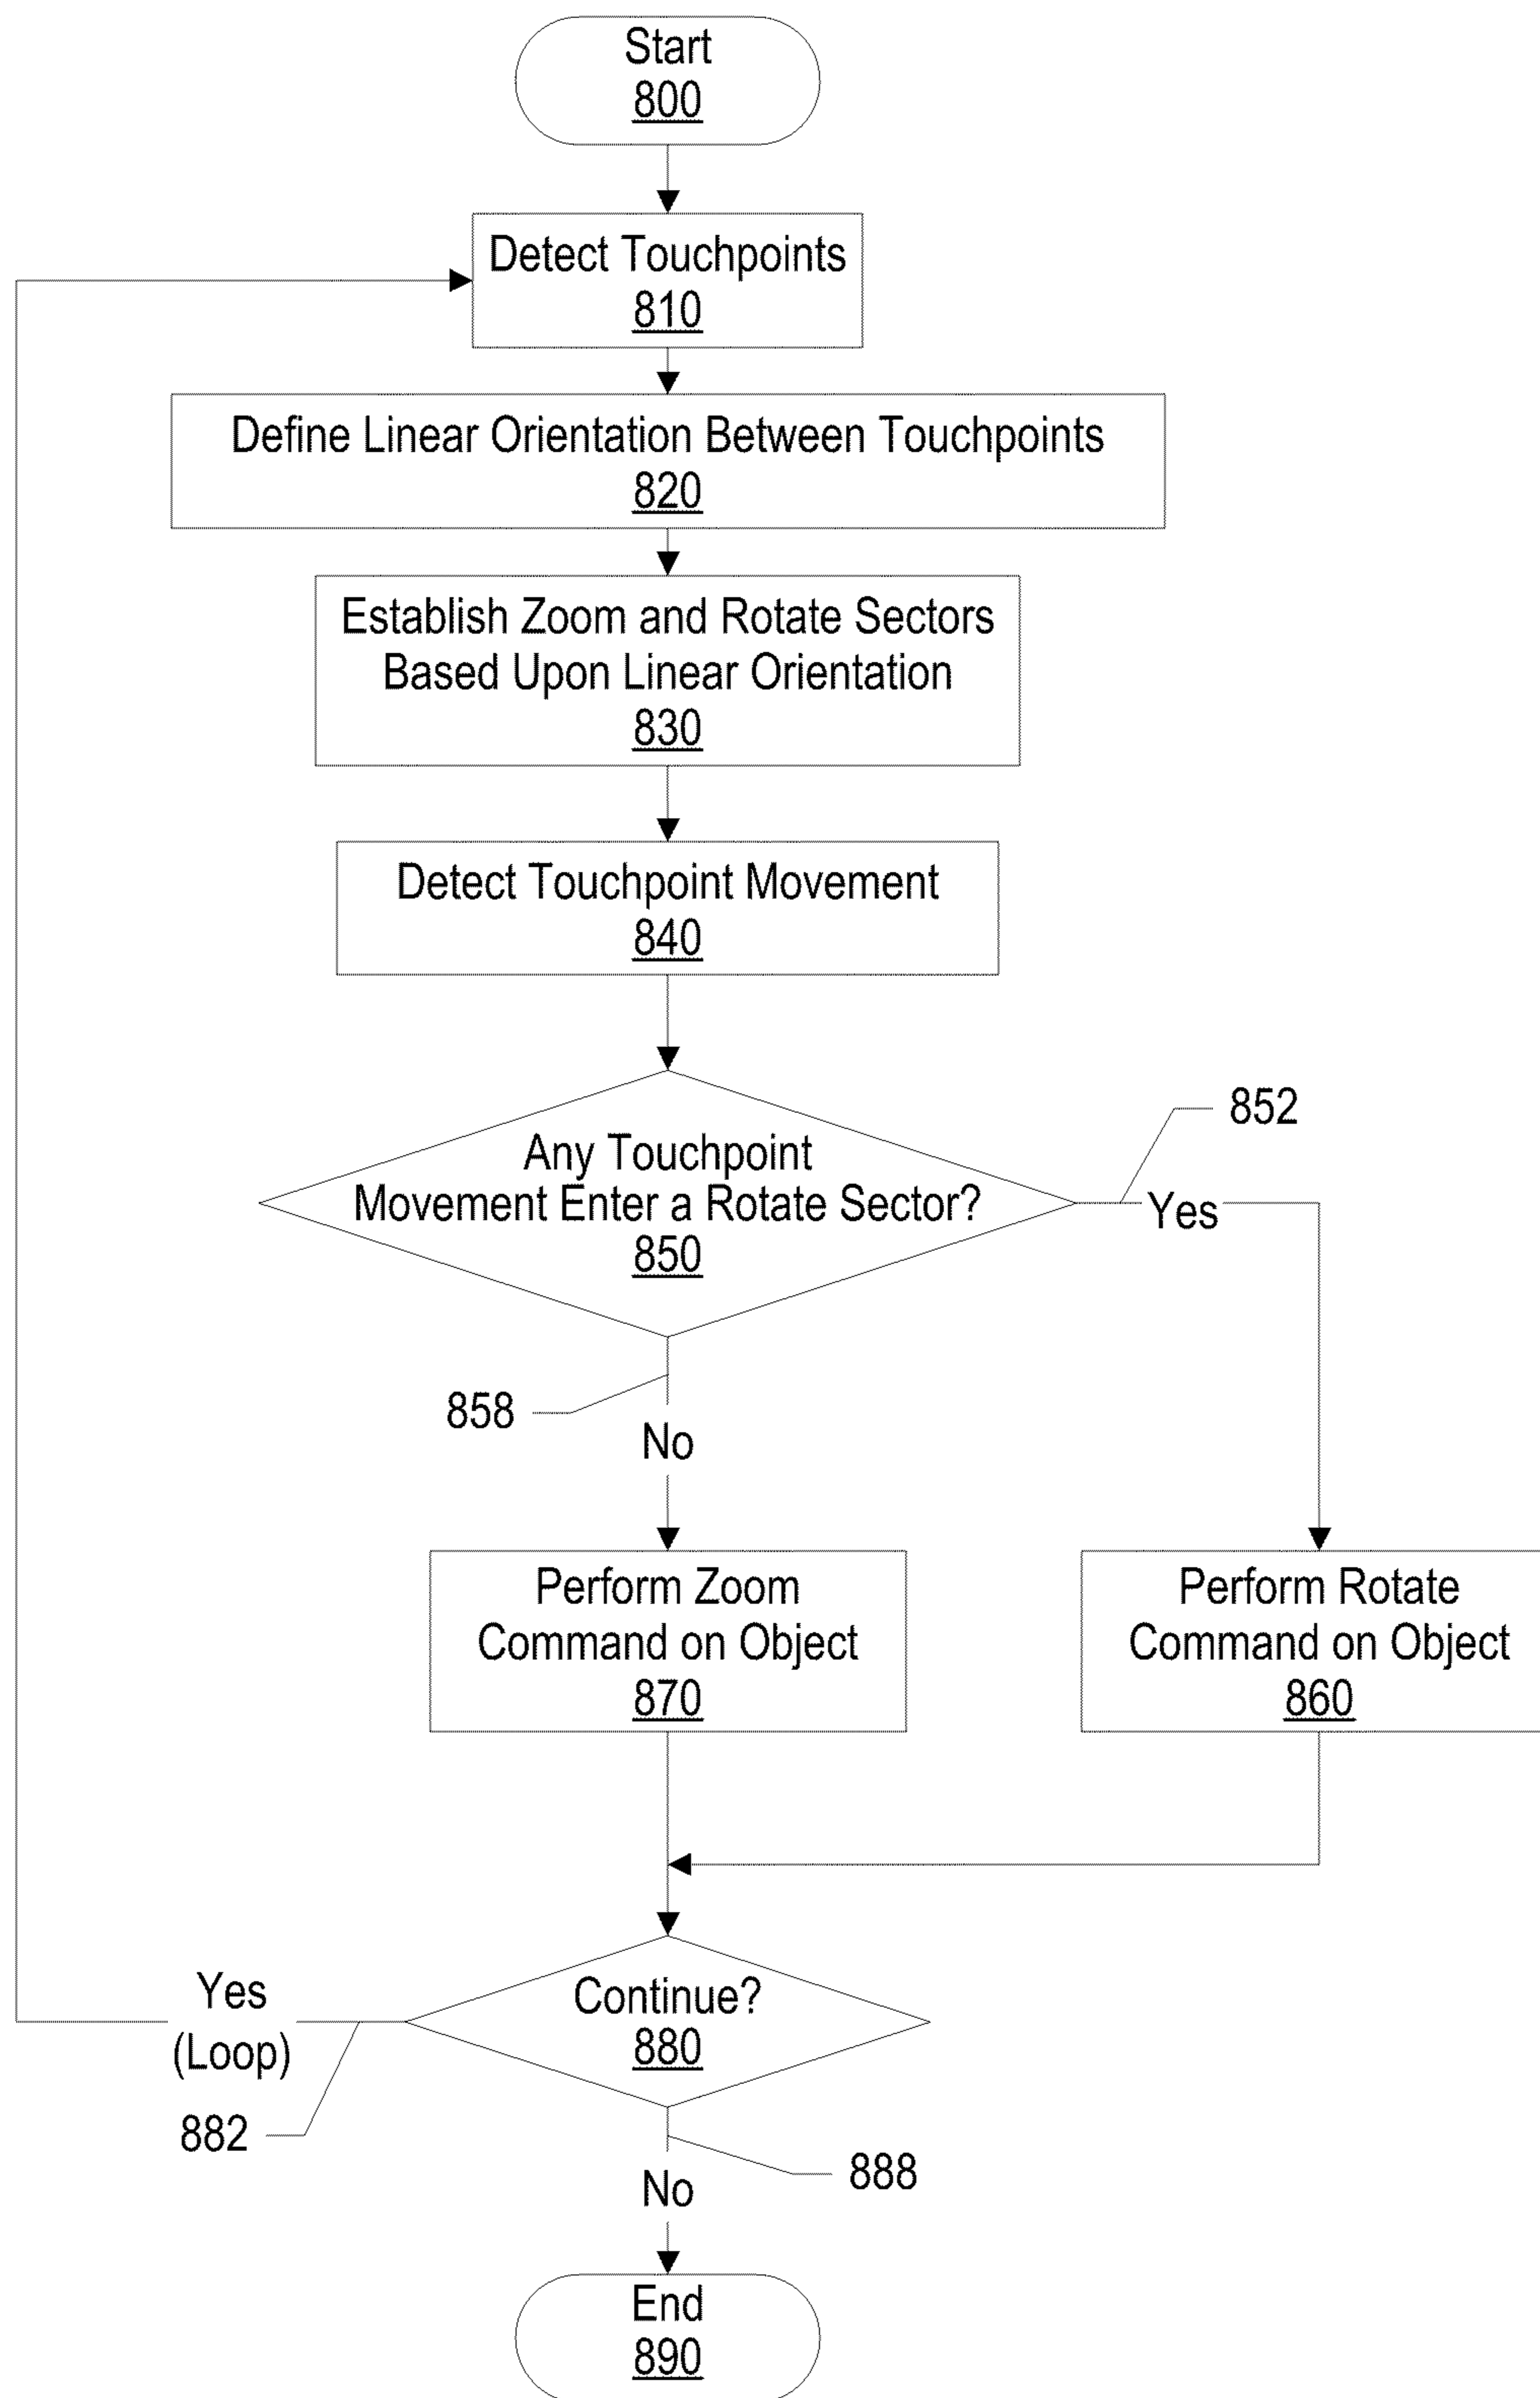 Start
800
Detect Touchpoints
810
Define Linear Orientation Between Touchpoints
820
Establish Zoom and Rotate Sectors
Based Upon Linear Orientation
830
Detect Touchpoint Movement
840
Any Touchpoint
Movement Enter a Rotate Sector?
850
852
Yes
858
No
Perform Zoom
Command on Object
870
Perform Rotate
Command on Object
860
Continue?
880
Yes
(Loop)
882
888
No
End
890